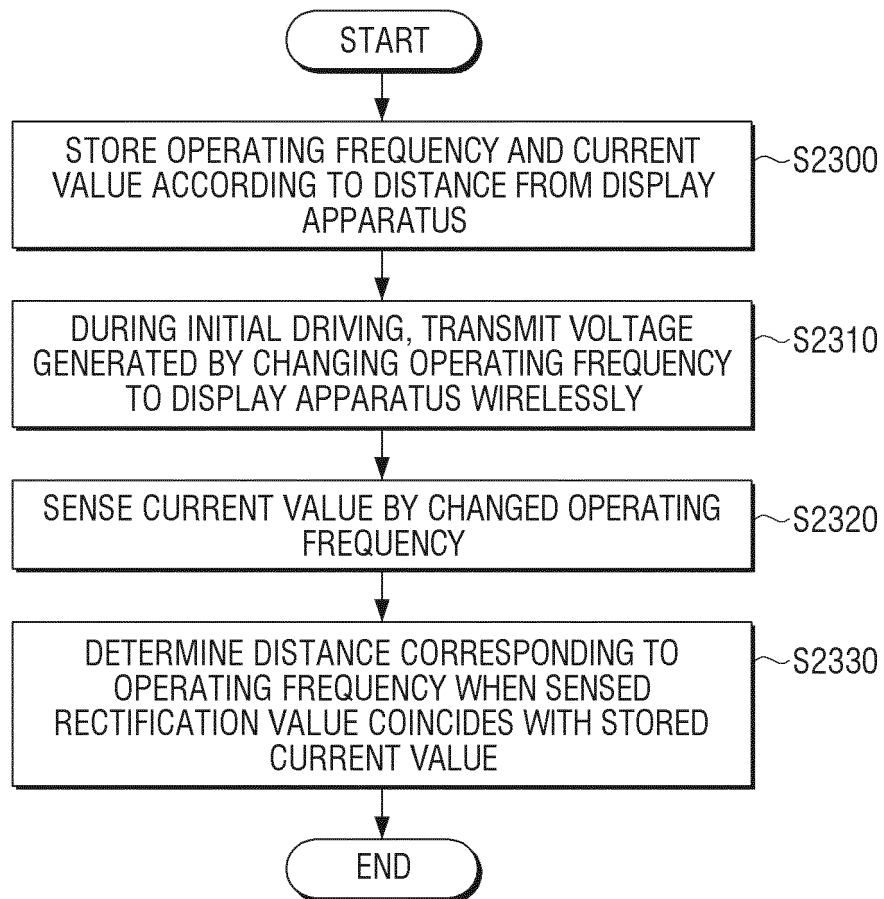 START
STORE OPERATING FREQUENCY AND CURRENT
VALUE ACCORDING TO DISTANCE FROM DISPLAY
APPARATUS
S2300
DURING INITIAL DRIVING, TRANSMIT VOLTAGE
GENERATED BY CHANGING OPERATING FREQUENCY
TO DISPLAY APPARATUS WIRELESSLY
S2310
SENSE CURRENT VALUE BY CHANGED OPERATING
FREQUENCY
S2320
DETERMINE DISTANCE CORRESPONDING TO
OPERATING FREQUENCY WHEN SENSED
RECTIFICATION VALUE COINCIDES WITH STORED
CURRENT VALUE
S2330
END